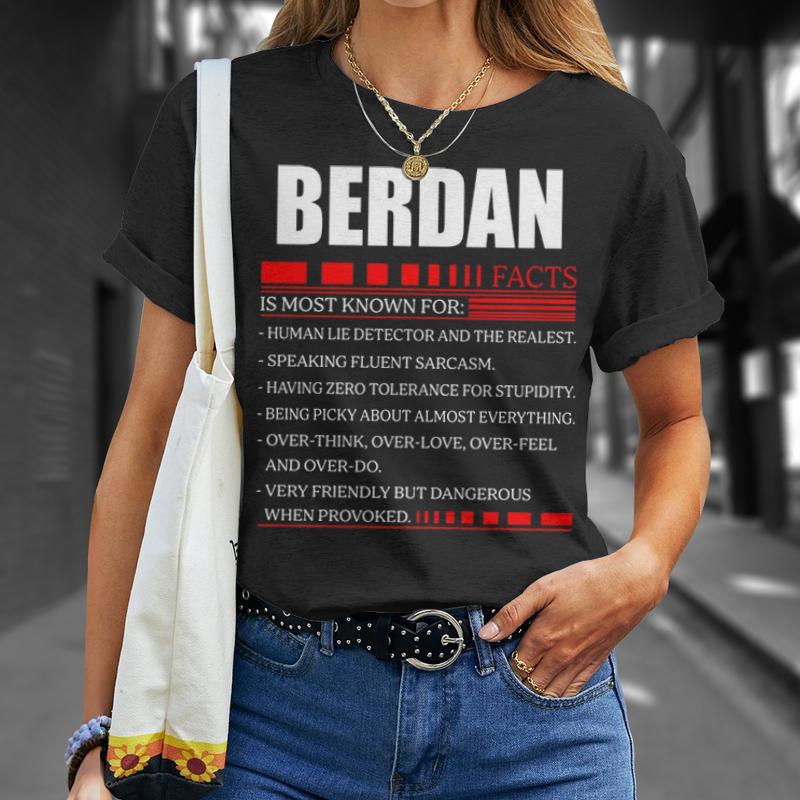 BERDAN
FACTS
IS MOST KNOWN FOR:
- HUMAN LIE DETECTOR AND THE REALEST.
- SPEAKING FLUENT SARCASM.
- HAVING ZERO TOLERANCE FOR STUPIDITY.
- BEING PICKY ABOUT ALMOST EVERYTHING.
- OVER-THINK, OVER-LOVE, OVER-FEEL
AND OVER-DO.
- VERY FRIENDLY BUT DANGEROUS
WHEN PROVOKED.